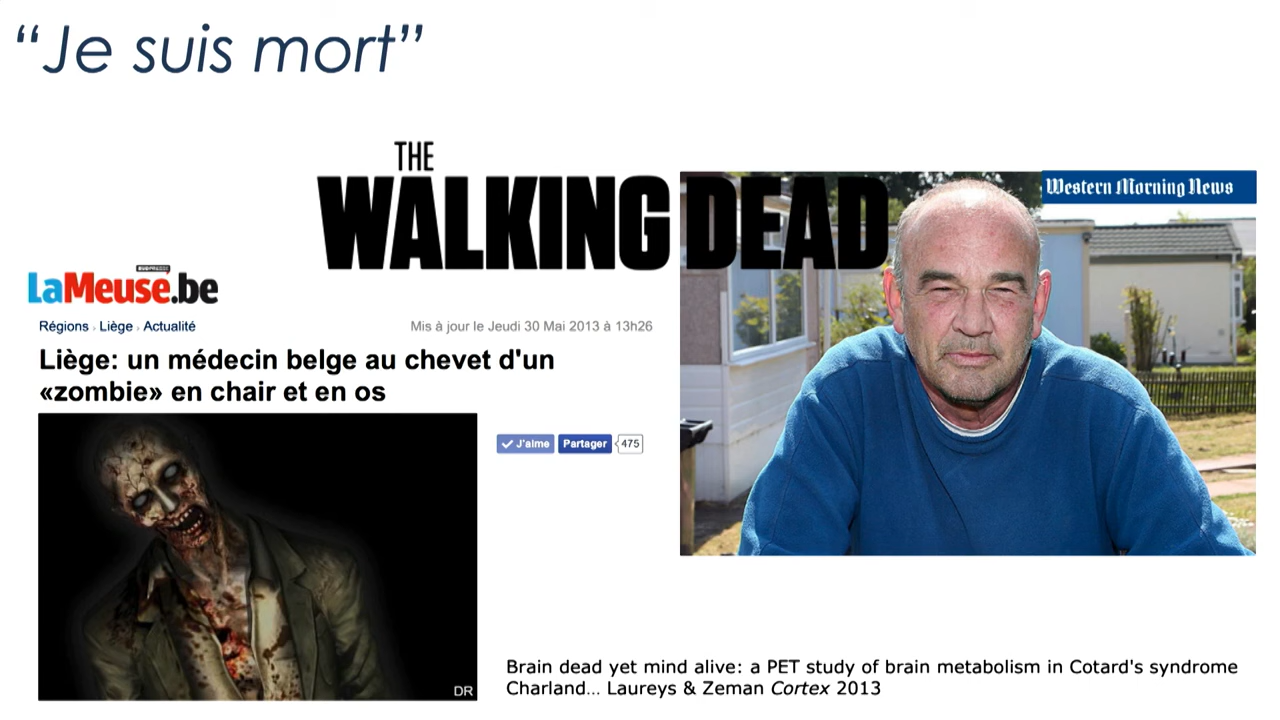 “Je suis mort”
THE
WALKING DEAD
Western Morning News
SUDPRESSE
LaMeuse.be
Régions › Liège › Actualité
Mis à jour le Jeudi 30 Mai 2013 à 13h26
Liège: un médecin belge au chevet d'un
«zombie» en chair et en os
J'aime
Partager
475
DR
Brain dead yet mind alive: a PET study of brain metabolism in Cotard's syndrome
Charland… Laureys & Zeman Cortex 2013